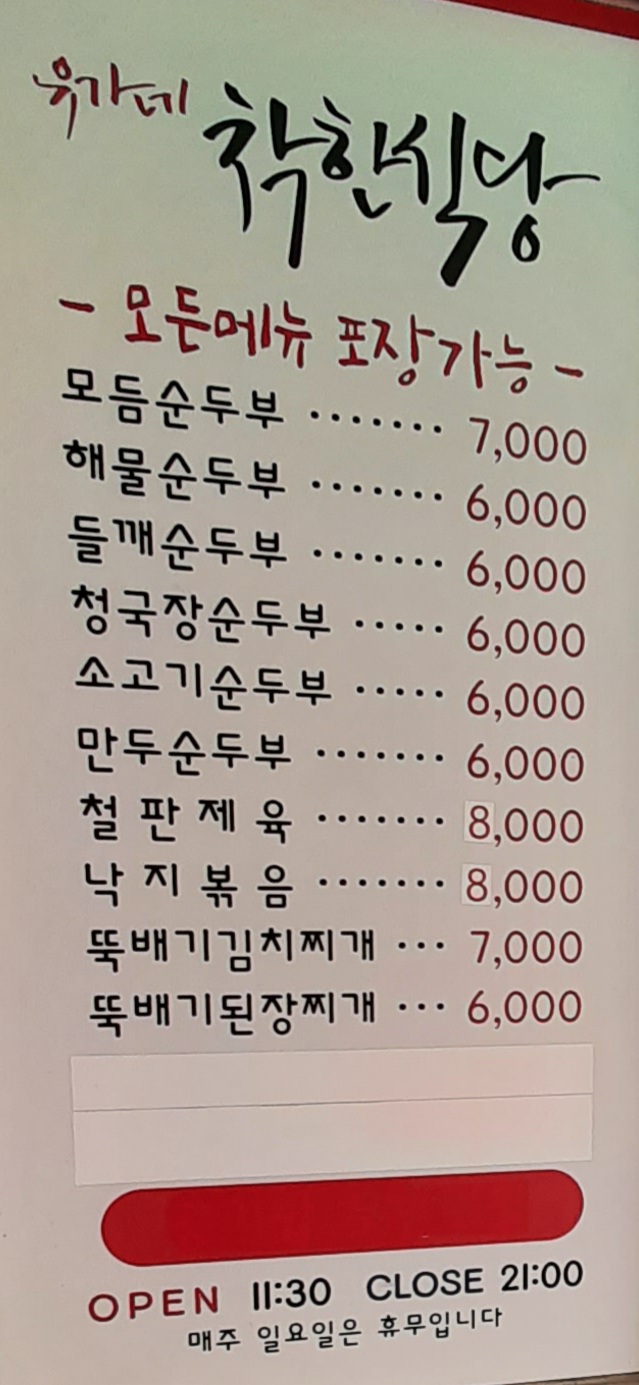 유가네 착한식당
- 모든메뉴 포장가능 -
모듬순두부 ······· 7,000
해물순두부 ······· 6,000
들깨순두부 ······· 6,000
청국장순두부 ····· 6,000
소고기순두부 ····· 6,000
만두순두부 ······· 6,000
철판제육 ······· 8,000
낙지볶음 ······· 8,000
뚝배기김치찌개 ··· 7,000
뚝배기된장찌개 ··· 6,000
OPEN 11:30 CLOSE 21:00
매주 일요일은 휴무입니다